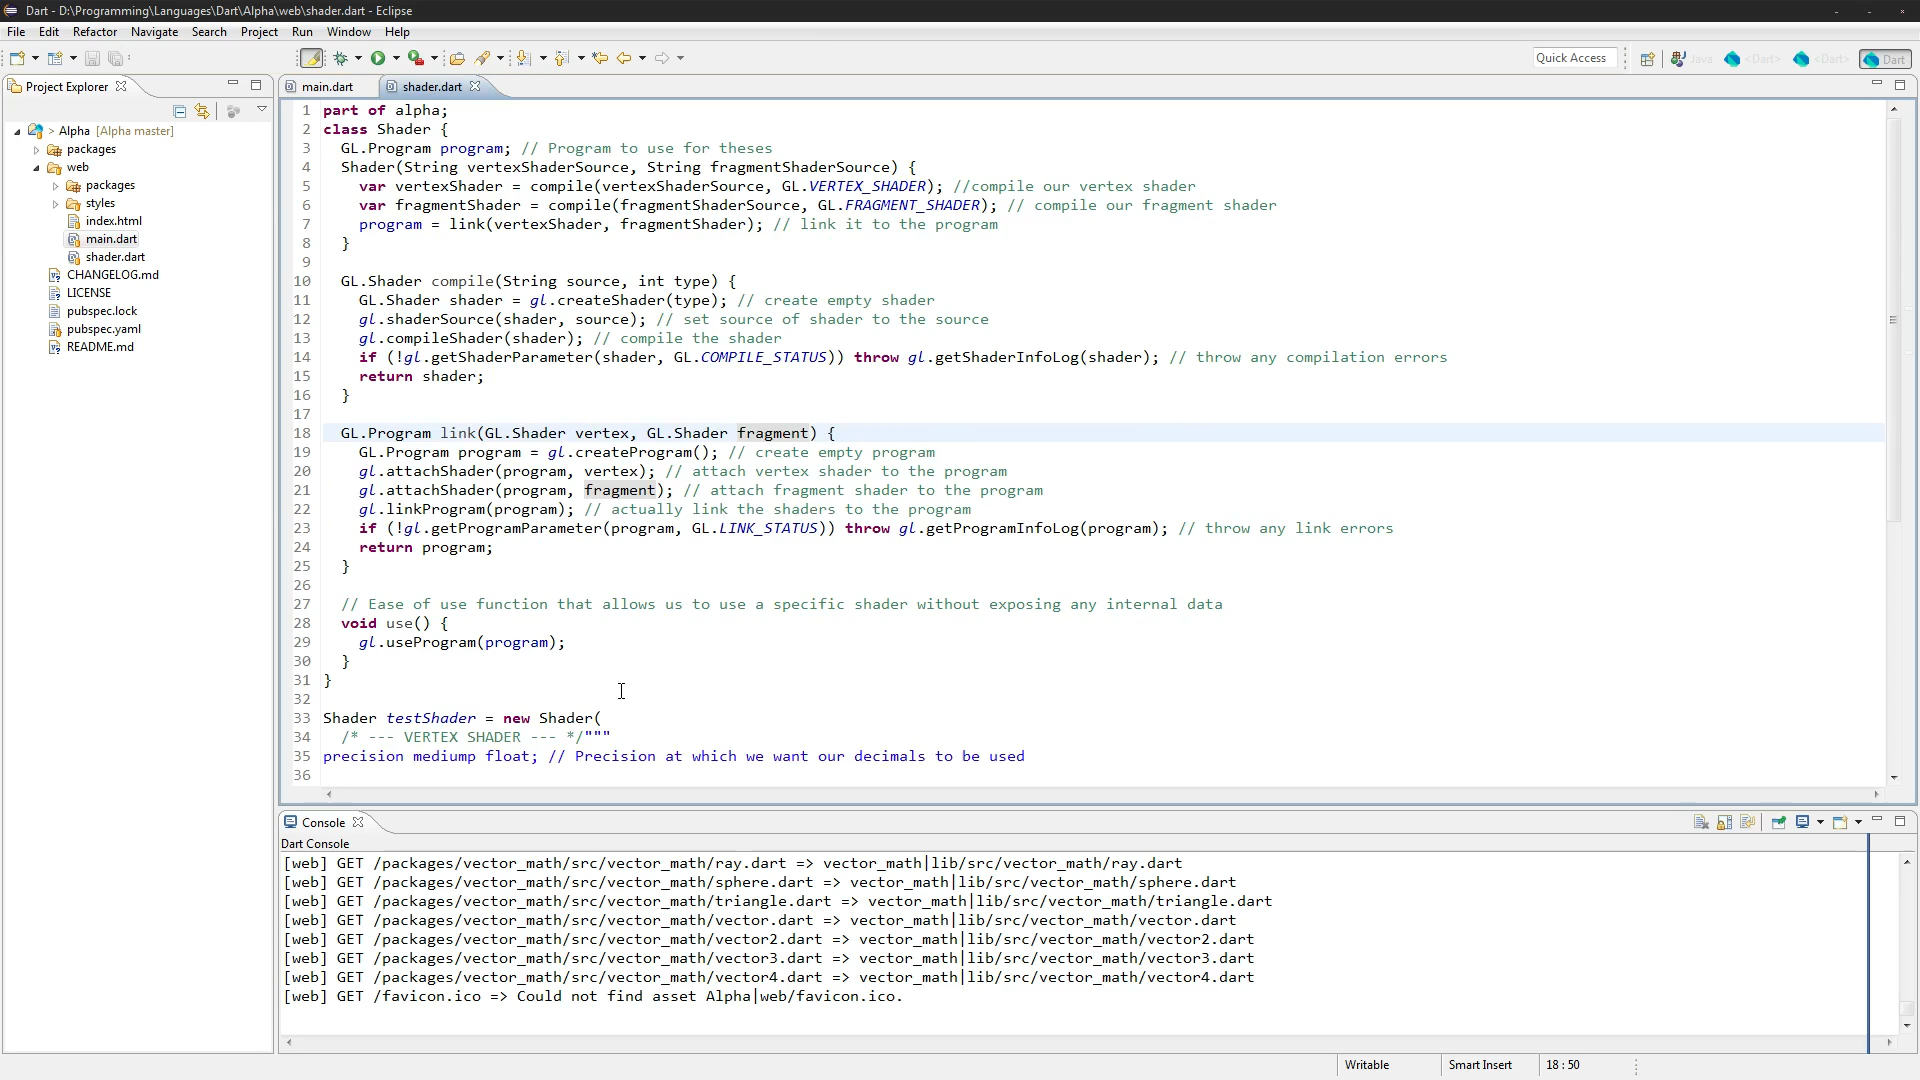 Dart - D:\Programming\Languages\Dart\Alpha\web\shader.dart - Eclipse
File Edit Refactor Navigate Search Project Run Window Help
Quick Access
Java
<Dart>
<Dart>
Dart
Project Explorer
> Alpha [Alpha master]
packages
web
packages
styles
index.html
main.dart
shader.dart
CHANGELOG.md
LICENSE
pubspec.lock
pubspec.yaml
README.md
main.dart
shader.dart
1 part of alpha;
2 class Shader {
3 GL.Program program; // Program to use for theses
4 Shader(String vertexShaderSource, String fragmentShaderSource) {
5 var vertexShader = compile(vertexShaderSource, GL.VERTEX_SHADER); //compile our vertex shader
6 var fragmentShader = compile(fragmentShaderSource, GL.FRAGMENT_SHADER); // compile our fragment shader
7 program = link(vertexShader, fragmentShader); // link it to the program
8 }
9
10 GL.Shader compile(String source, int type) {
11 GL.Shader shader = gl.createShader(type); // create empty shader
12 gl.shaderSource(shader, source); // set source of shader to the source
13 gl.compileShader(shader); // compile the shader
14 if (!gl.getShaderParameter(shader, GL.COMPILE_STATUS)) throw gl.getShaderInfoLog(shader); // throw any compilation errors
15 return shader;
16 }
17
18 GL.Program link(GL.Shader vertex, GL.Shader fragment) {
19 GL.Program program = gl.createProgram(); // create empty program
20 gl.attachShader(program, vertex); // attach vertex shader to the program
21 gl.attachShader(program, fragment); // attach fragment shader to the program
22 gl.linkProgram(program); // actually link the shaders to the program
23 if (!gl.getProgramParameter(program, GL.LINK_STATUS)) throw gl.getProgramInfoLog(program); // throw any link errors
24 return program;
25 }
26
27 // Ease of use function that allows us to use a specific shader without exposing any internal data
28 void use() {
29 gl.useProgram(program);
30 }
31 }
32
33 Shader testShader = new Shader(
34 /* --- VERTEX SHADER --- */"""
35 precision mediump float; // Precision at which we want our decimals to be used
36
Console
Dart Console
[web] GET /packages/vector_math/src/vector_math/ray.dart => vector_math|lib/src/vector_math/ray.dart
[web] GET /packages/vector_math/src/vector_math/sphere.dart => vector_math|lib/src/vector_math/sphere.dart
[web] GET /packages/vector_math/src/vector_math/triangle.dart => vector_math|lib/src/vector_math/triangle.dart
[web] GET /packages/vector_math/src/vector_math/vector.dart => vector_math|lib/src/vector_math/vector.dart
[web] GET /packages/vector_math/src/vector_math/vector2.dart => vector_math|lib/src/vector_math/vector2.dart
[web] GET /packages/vector_math/src/vector_math/vector3.dart => vector_math|lib/src/vector_math/vector3.dart
[web] GET /packages/vector_math/src/vector_math/vector4.dart => vector_math|lib/src/vector_math/vector4.dart
[web] GET /favicon.ico => Could not find asset Alpha|web/favicon.ico.
Writable
Smart Insert
18 : 50